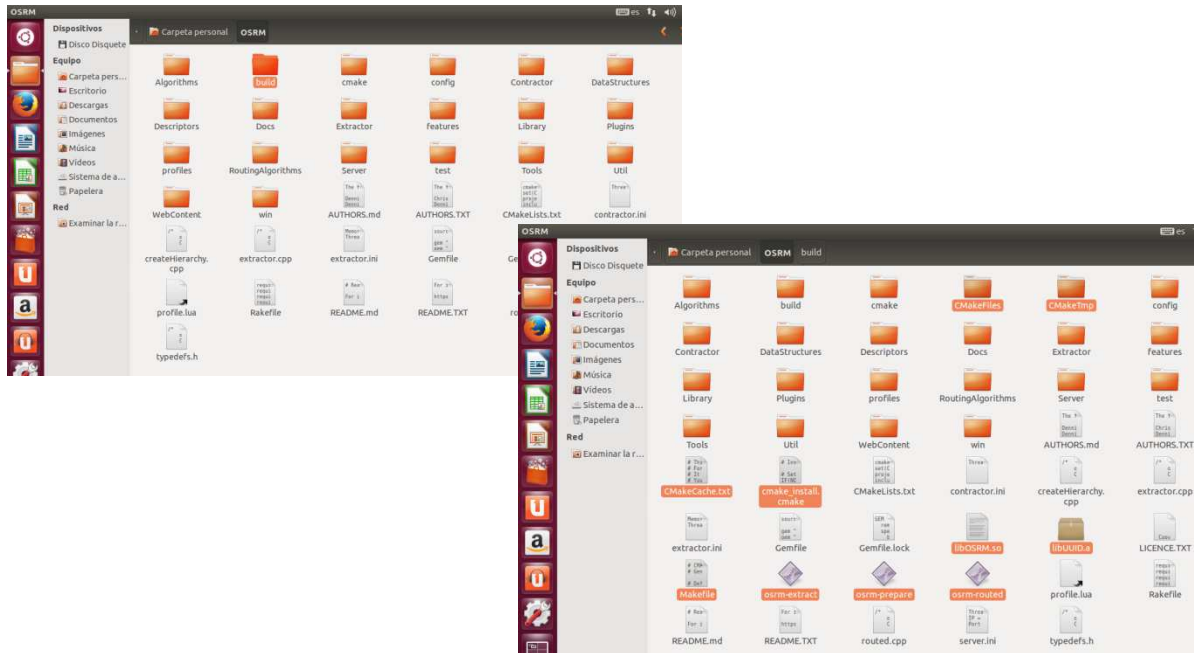 OSRM
es
Dispositivos
Disco Disquete
Equipo
Carpeta pers...
Escritorio
Descargas
Documentos
Imágenes
Música
Vídeos
Sistema de a...
Papelera
Red
Examinar la r...
Carpeta personal OSRM
Algorithms build cmake config Contractor DataStructures
Descriptors Docs Extractor features Library Plugins
profiles RoutingAlgorithms Server test Tools Util
WebContent win AUTHORS.md AUTHORS.TXT CMakeLists.txt contractor.ini
createHierarchy.cpp extractor.cpp extractor.ini Gemfile Ge
profile.lua Rakefile README.md README.TXT ro
typedefs.h
OSRM
es
Dispositivos
Disco Disquete
Equipo
Carpeta pers...
Escritorio
Descargas
Documentos
Imágenes
Música
Vídeos
Sistema de a...
Papelera
Red
Examinar la r...
Carpeta personal OSRM build
Algorithms build cmake CMakeFiles CMakeTmp config
Contractor DataStructures Descriptors Docs Extractor features
Library Plugins profiles RoutingAlgorithms Server test
Tools Util WebContent win AUTHORS.md AUTHORS.TXT
CMakeCache.txt cmake_install.cmake CMakeLists.txt contractor.ini createHierarchy.cpp extractor.cpp
extractor.ini Gemfile Gemfile.lock libOSRM.so libUUID.a LICENCE.TXT
Makefile osrm-extract osrm-prepare osrm-routed profile.lua Rakefile
README.md README.TXT routed.cpp server.ini typedefs.h